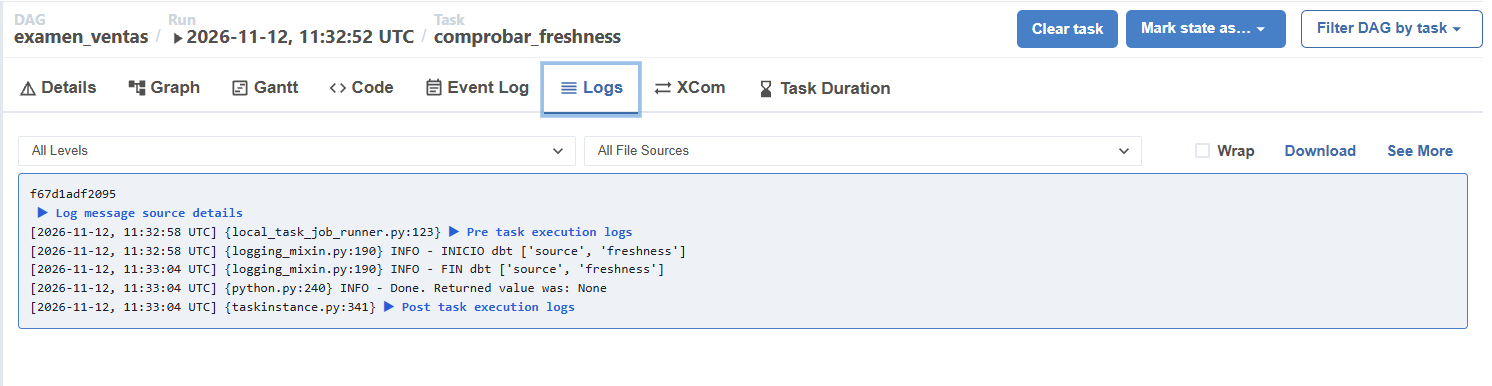 DAG Run Task
examen_ventas / 2026-11-12, 11:32:52 UTC / comprobar_freshness
Clear task Mark state as... Filter DAG by task
Details Graph Gantt Code Event Log Logs XCom Task Duration
All Levels All File Sources Wrap Download See More
f67d1adf2095
Log message source details
[2026-11-12, 11:32:58 UTC] {local_task_job_runner.py:123} ▶ Pre task execution logs
[2026-11-12, 11:32:58 UTC] {logging_mixin.py:190} INFO - INICIO dbt ['source', 'freshness']
[2026-11-12, 11:33:04 UTC] {logging_mixin.py:190} INFO - FIN dbt ['source', 'freshness']
[2026-11-12, 11:33:04 UTC] {python.py:240} INFO - Done. Returned value was: None
[2026-11-12, 11:33:04 UTC] {taskinstance.py:341} ▶ Post task execution logs